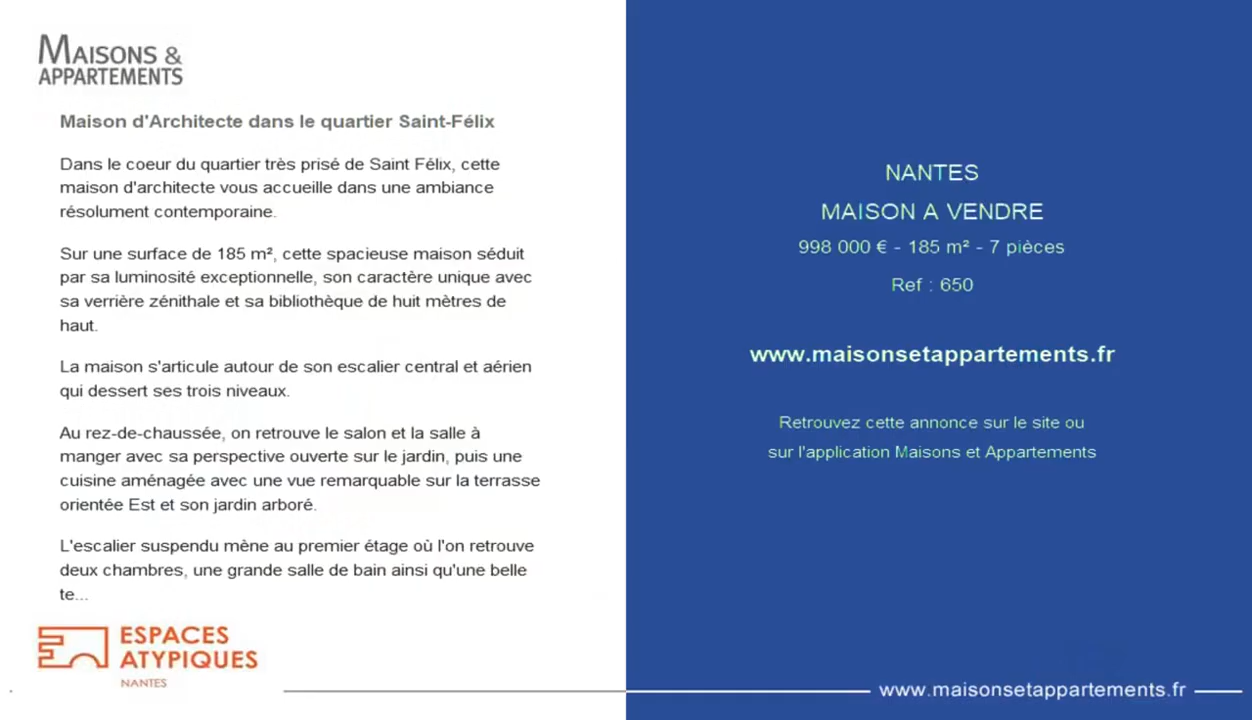 MAISONS &
APPARTEMENTS
Maison d'Architecte dans le quartier Saint-Félix
Dans le coeur du quartier très prisé de Saint Félix, cette
maison d'architecte vous accueille dans une ambiance
résolument contemporaine.
Sur une surface de 185 m², cette spacieuse maison séduit
par sa luminosité exceptionnelle, son caractère unique avec
sa verrière zénithale et sa bibliothèque de huit mètres de
haut.
La maison s'articule autour de son escalier central et aérien
qui dessert ses trois niveaux.
Au rez-de-chaussée, on retrouve le salon et la salle à
manger avec sa perspective ouverte sur le jardin, puis une
cuisine aménagée avec une vue remarquable sur la terrasse
orientée Est et son jardin arboré.
L'escalier suspendu mène au premier étage où l'on retrouve
deux chambres, une grande salle de bain ainsi qu'une belle
te...
ESPACES
ATYPIQUES
NANTES
NANTES
MAISON A VENDRE
998 000 € - 185 m² - 7 pièces
Ref : 650
www.maisonsetappartements.fr
Retrouvez cette annonce sur le site ou
sur l'application Maisons et Appartements
www.maisonsetappartements.fr